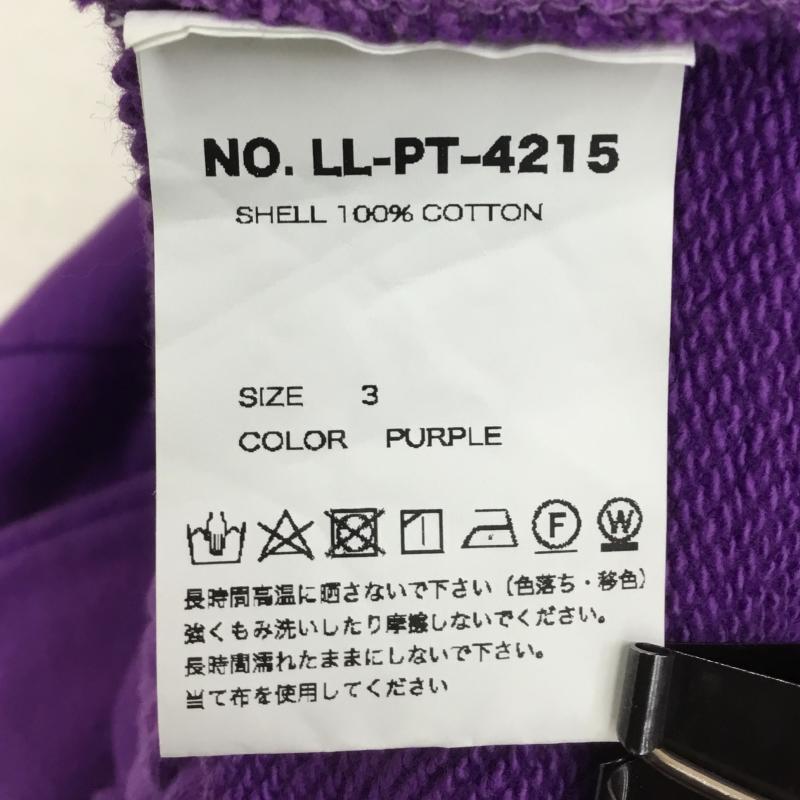 NO. LL-PT-4215
SHELL 100% COTTON
SIZE 3
COLOR PURPLE
F W
長時間高温に晒さないで下さい（色落ち・移色）
強くもみ洗いしたり摩擦しないでください。
長時間濡れたままにしないで下さい。
当て布を使用してください